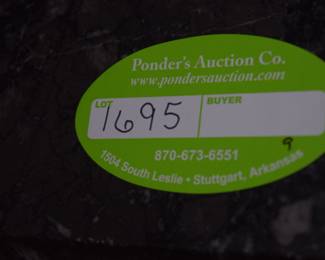 Ponder's Auction Co.
www.pondersauction.com
LOT BUYER
1695
870-673-6551
9
1504 South Leslie • Stuttgart, Arkansas